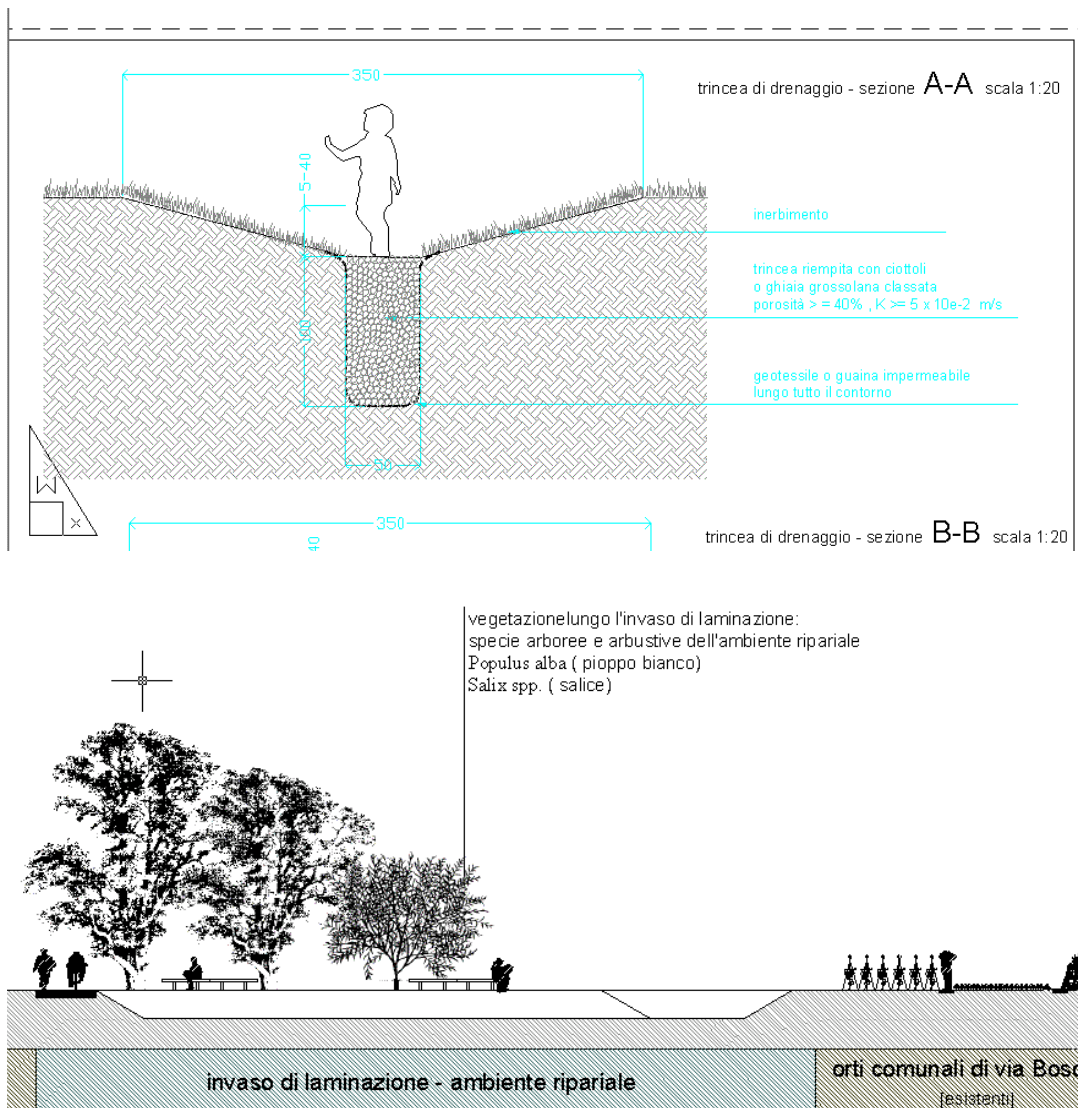 350
trincea di drenaggio - sezione A-A scala 1:20
5-40
inerbimento
trincea riempita con ciottoli
o ghiaia grossolana classata
porosità > = 40% , K >= 5 x 10e-2 m/s
100
geotessile o guaina impermeabile
lungo tutto il contorno
50
W
X
350
40
trincea di drenaggio - sezione B-B scala 1:20
vegetazionelungo l'invaso di laminazione:
specie arboree e arbustive dell'ambiente ripariale
Populus alba ( pioppo bianco)
Salix spp. ( salice)
invaso di laminazione - ambiente ripariale
orti comunali di via Bosc
[esistenti]